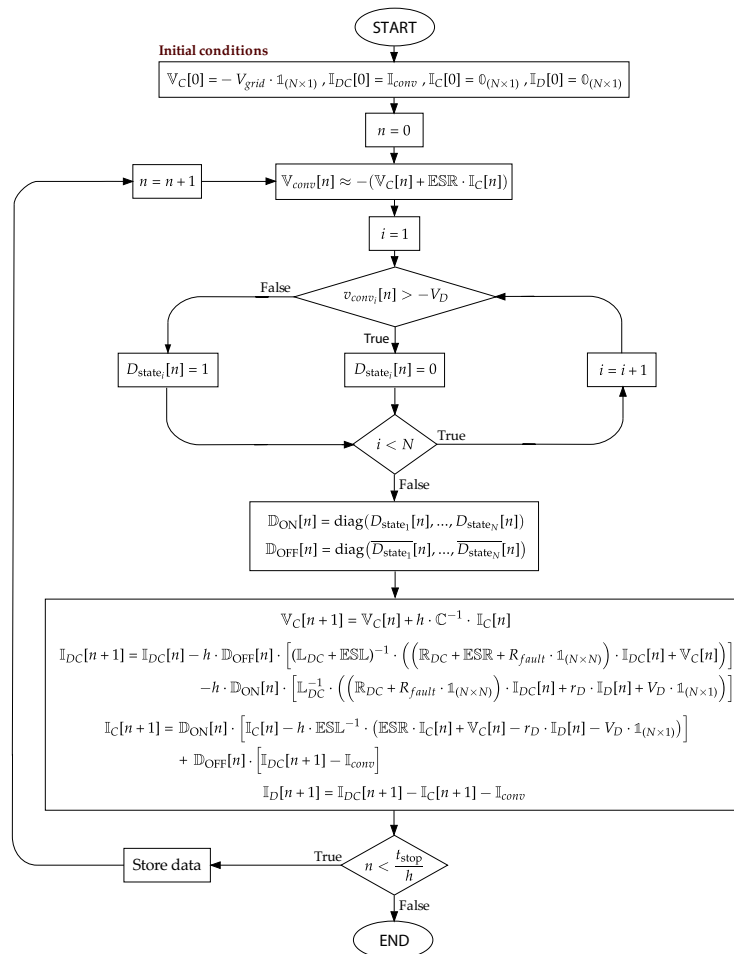 START
Initial conditions
𝕍_C[0] = − V_grid · 𝟙_(N×1) , 𝕀_DC[0] = 𝕀_conv , 𝕀_C[0] = 𝟘_(N×1) , 𝕀_D[0] = 𝟘_(N×1)
n = 0
n = n + 1
𝕍_conv[n] ≈ −(𝕍_C[n] + 𝔼𝕊ℝ · 𝕀_C[n])
i = 1
False
v_conv_i[n] > −V_D
True
D_state_i[n] = 1
D_state_i[n] = 0
i = i + 1
i < N
True
False
𝔻_ON[n] = diag(D_state_1[n], ..., D_state_N[n])
𝔻_OFF[n] = diag(\overline{D_state_1}[n], ..., \overline{D_state_N}[n])
𝕍_C[n+1] = 𝕍_C[n] + h · ℂ^−1 · 𝕀_C[n]
𝕀_DC[n+1] = 𝕀_DC[n] − h · 𝔻_OFF[n] · [(𝕃_DC + 𝔼𝕊𝕃)^−1 · ((ℝ_DC + 𝔼𝕊ℝ + R_fault · 𝟙_(N×N)) · 𝕀_DC[n] + 𝕍_C[n])]
−h · 𝔻_ON[n] · [𝕃_DC^−1 · ((ℝ_DC + R_fault · 𝟙_(N×N)) · 𝕀_DC[n] + r_D · 𝕀_D[n] + V_D · 𝟙_(N×1))]
𝕀_C[n+1] = 𝔻_ON[n] · [𝕀_C[n] − h · 𝔼𝕊𝕃^−1 · (𝔼𝕊ℝ · 𝕀_C[n] + 𝕍_C[n] − r_D · 𝕀_D[n] − V_D · 𝟙_(N×1))]
+ 𝔻_OFF[n] · [𝕀_DC[n+1] − 𝕀_conv]
𝕀_D[n+1] = 𝕀_DC[n+1] − 𝕀_C[n+1] − 𝕀_conv
Store data
True
n < t_stop/h
False
END